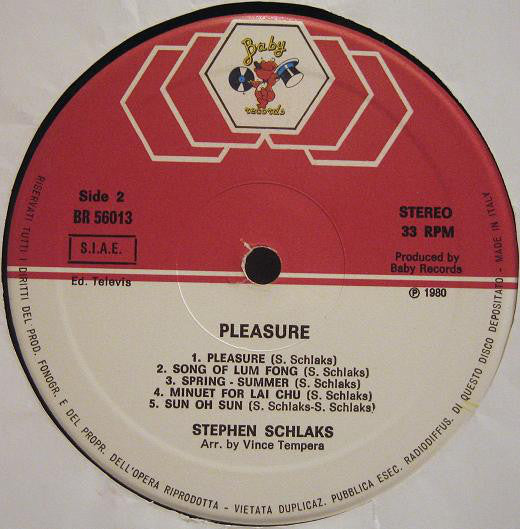 Baby
records
Side 2
BR 56013
S.I.A.E.
Ed. Televis
STEREO
33 RPM
Produced by
Baby Records
℗ 1980
PLEASURE
1. PLEASURE (S. Schlaks)
2. SONG OF LUM FONG (S. Schlaks)
3. SPRING - SUMMER (S. Schlaks)
4. MINUET FOR LAI CHU (S. Schlaks)
5. SUN OH SUN (S. Schlaks-S. Schlaks)
STEPHEN SCHLAKS
Arr. by Vince Tempera
RISERVATI TUTTI I DIRITTI DEL PROD. FONOGR. E DEL PROPR. DELL'OPERA RIPRODOTTA - VIETATA DUPLICAZ. PUBBLICA ESEC. RADIODIFFUS. DI QUESTO DISCO DEPOSITATO - MADE IN ITALY